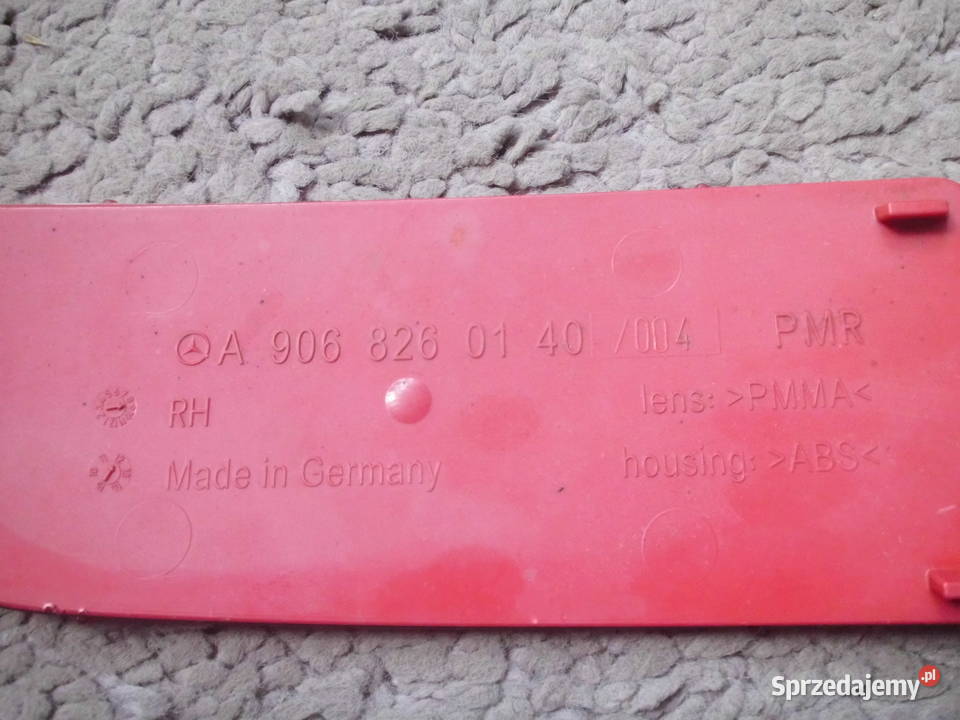 A 906 826 01 40 /004 PMR
RH
lens: >PMMA<
Made in Germany
housing: >ABS<
Sprzedajemy.pl